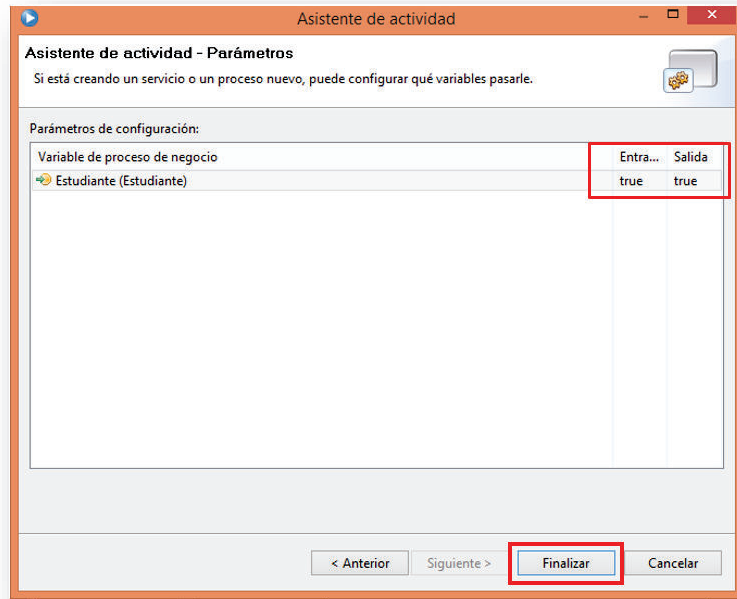 Asistente de actividad
Asistente de actividad - Parámetros
Si está creando un servicio o un proceso nuevo, puede configurar qué variables pasarle.
Parámetros de configuración:
Variable de proceso de negocio Entra... Salida
Estudiante (Estudiante) true true
< Anterior Siguiente > Finalizar Cancelar